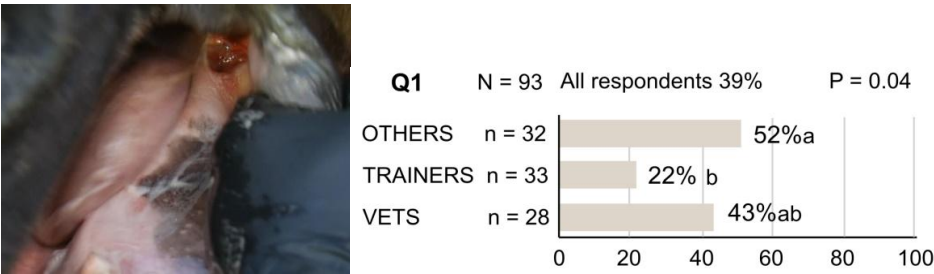 Q1 N = 93 All respondents 39% P = 0.04
OTHERS n = 32 52%a
TRAINERS n = 33 22% b
VETS n = 28 43%ab
0 20 40 60 80 100